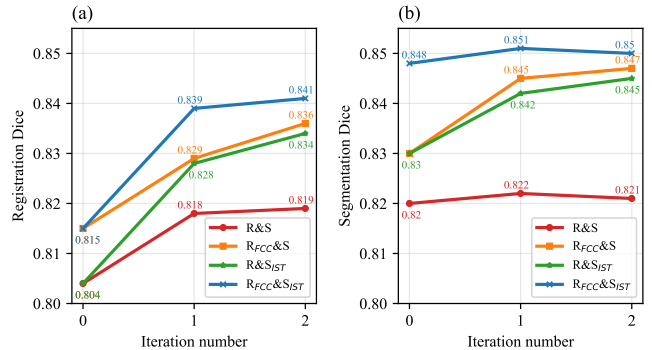 (a)
Registration Dice
0.85
0.84
0.83
0.82
0.81
0.80
0.815
0.804
0.839
0.829
0.828
0.818
0.841
0.836
0.834
0.819
R&S
R_FCC&S
R&S_IST
R_FCC&S_IST
0 1 2
Iteration number
(b)
Segmentation Dice
0.85
0.84
0.83
0.82
0.81
0.80
0.848
0.83
0.82
0.851
0.845
0.842
0.822
0.85
0.847
0.845
0.821
R&S
R_FCC&S
R&S_IST
R_FCC&S_IST
0 1 2
Iteration number